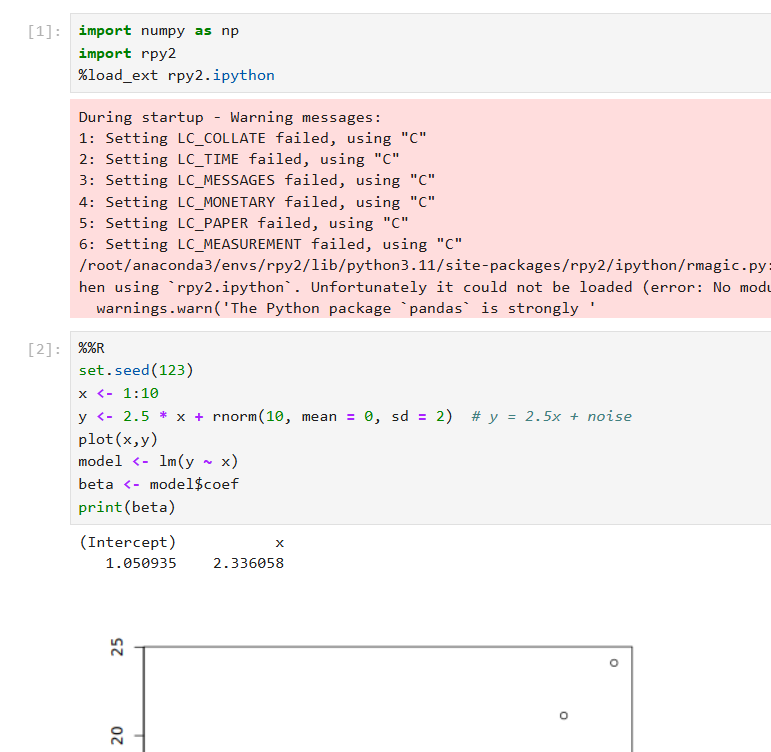 [1]: import numpy as np
import rpy2
%load_ext rpy2.ipython
During startup - Warning messages:
1: Setting LC_COLLATE failed, using "C"
2: Setting LC_TIME failed, using "C"
3: Setting LC_MESSAGES failed, using "C"
4: Setting LC_MONETARY failed, using "C"
5: Setting LC_PAPER failed, using "C"
6: Setting LC_MEASUREMENT failed, using "C"
/root/anaconda3/envs/rpy2/lib/python3.11/site-packages/rpy2/ipython/rmagic.py:
hen using `rpy2.ipython`. Unfortunately it could not be loaded (error: No modu
warnings.warn('The Python package `pandas` is strongly '
[2]: %%R
set.seed(123)
x <- 1:10
y <- 2.5 * x + rnorm(10, mean = 0, sd = 2)  # y = 2.5x + noise
plot(x,y)
model <- lm(y ~ x)
beta <- model$coef
print(beta)
(Intercept)           x
1.050935    2.336058
25
20